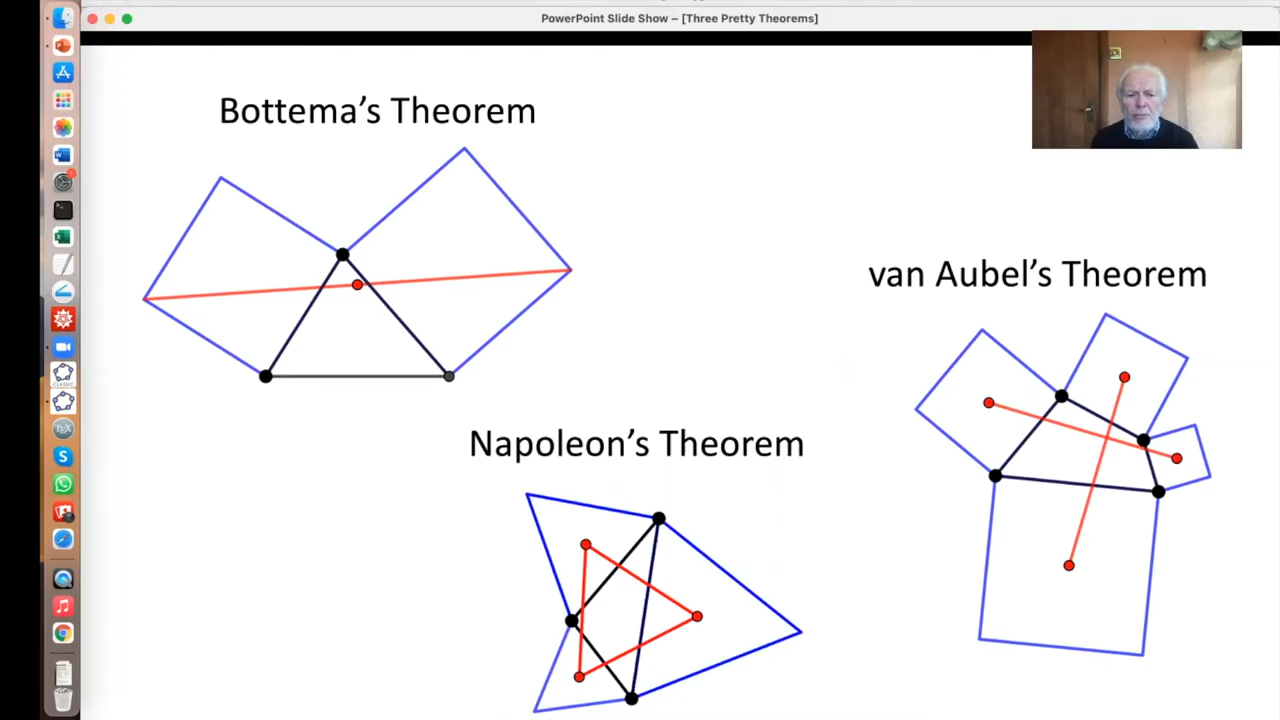 PowerPoint Slide Show – [Three Pretty Theorems]
Bottema's Theorem
van Aubel's Theorem
Napoleon's Theorem